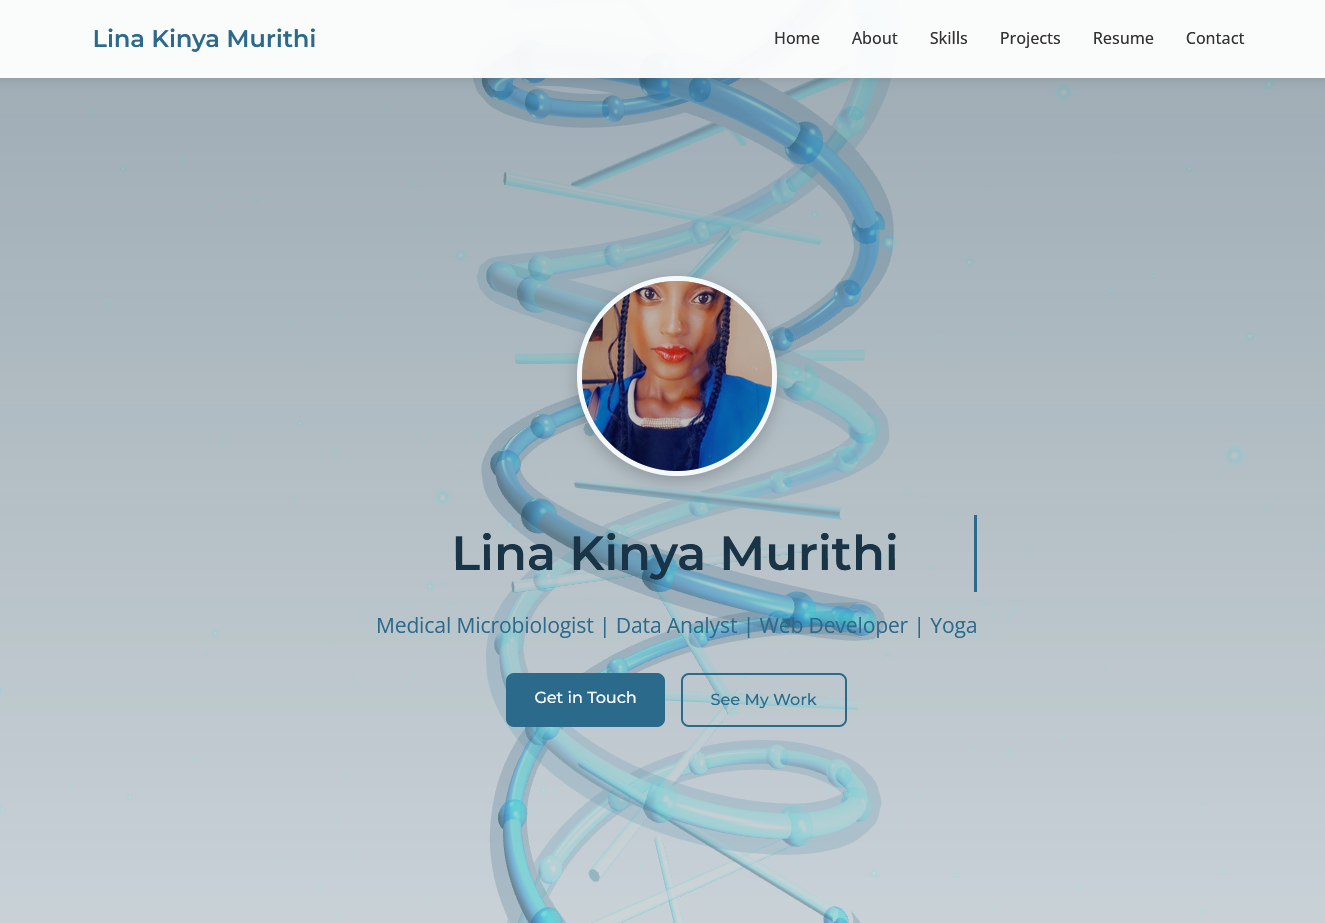 Lina Kinya Murithi
Home About Skills Projects Resume Contact
Lina Kinya Murithi
Medical Microbiologist | Data Analyst | Web Developer | Yoga
Get in Touch
See My Work